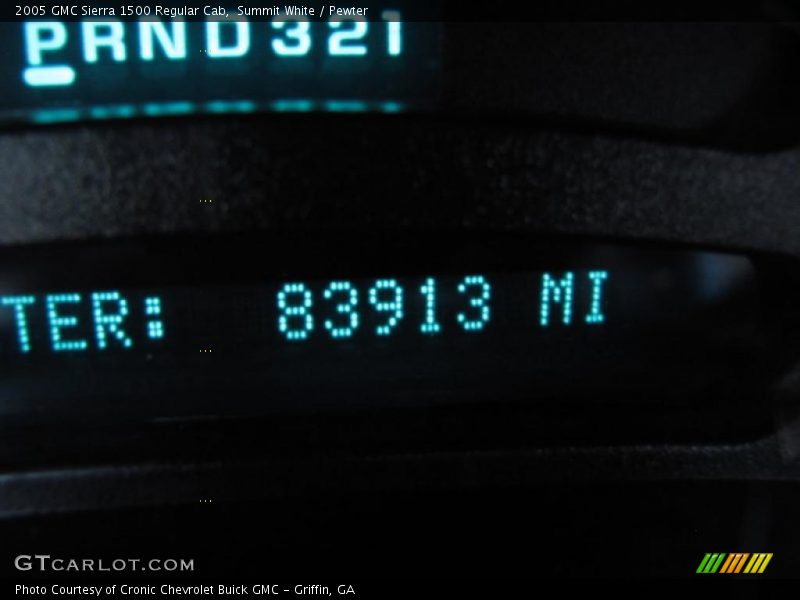 2005 GMC Sierra 1500 Regular Cab,  Summit White / Pewter
PRND321
TER:  83913 MI
GTCARLOT.COM
Photo Courtesy of Cronic Chevrolet Buick GMC - Griffin, GA